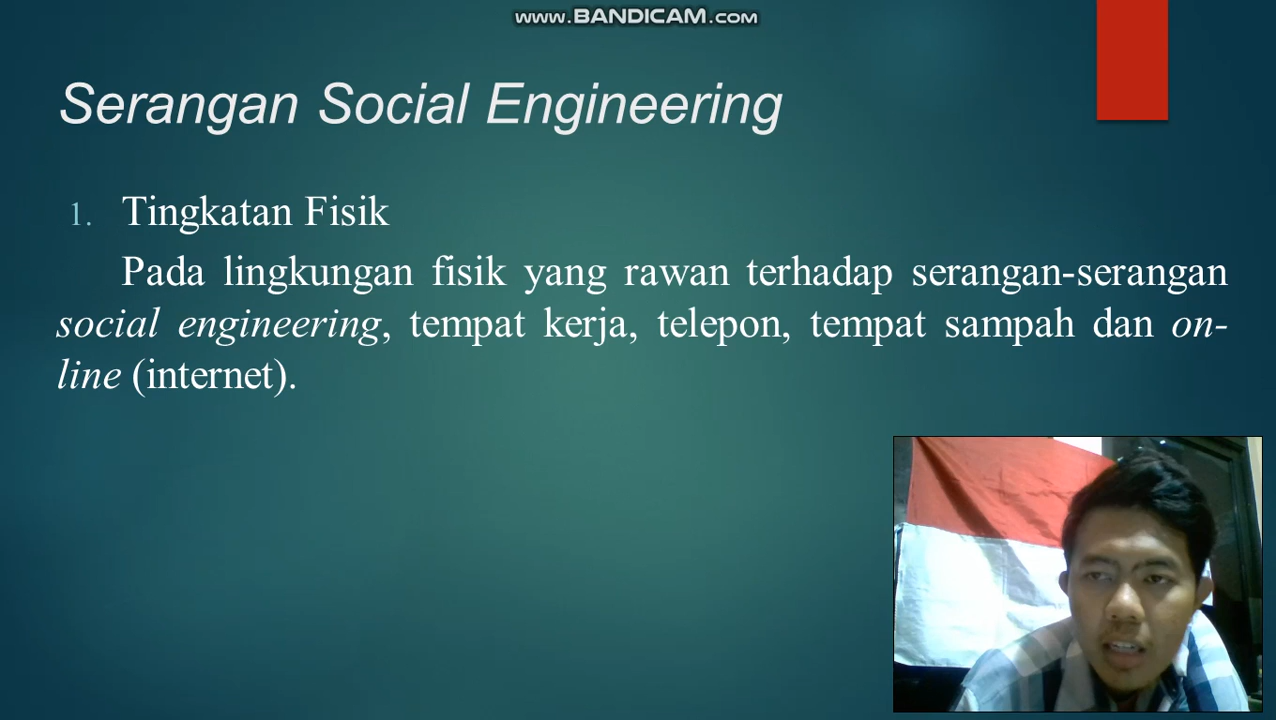 www.BANDICAM.com
Serangan Social Engineering
1. Tingkatan Fisik
Pada lingkungan fisik yang rawan terhadap serangan-serangan
social engineering, tempat kerja, telepon, tempat sampah dan on-
line (internet).